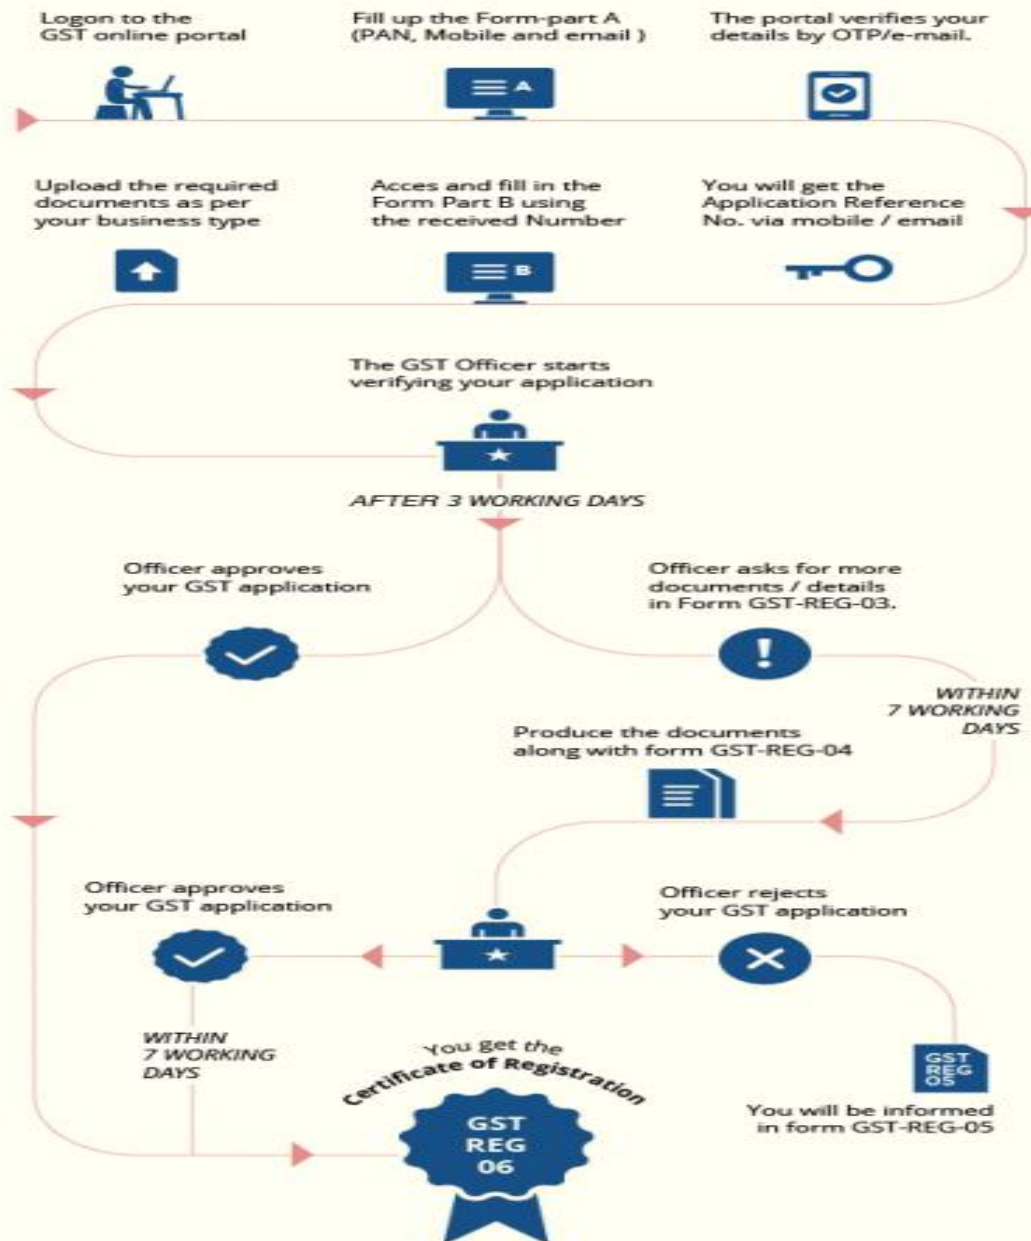 Logon to the
GST online portal
Fill up the Form-part A
(PAN, Mobile and email )
The portal verifies your
details by OTP/e-mail.
A
You will get the
Application Reference
No. via mobile / email
Acces and fill in the
Form Part B using
the received Number
B
Upload the required
documents as per
your business type
The GST Officer starts
verifying your application
AFTER 3 WORKING DAYS
Officer approves
your GST application
Officer asks for more
documents / details
in Form GST-REG-03.
WITHIN
7 WORKING
DAYS
Produce the documents
along with form GST-REG-04
Officer approves
your GST application
Officer rejects
your GST application
WITHIN
7 WORKING
DAYS
GST
REG
05
You will be informed
in form GST-REG-05
You get the
Certificate of Registration
GST
REG
06